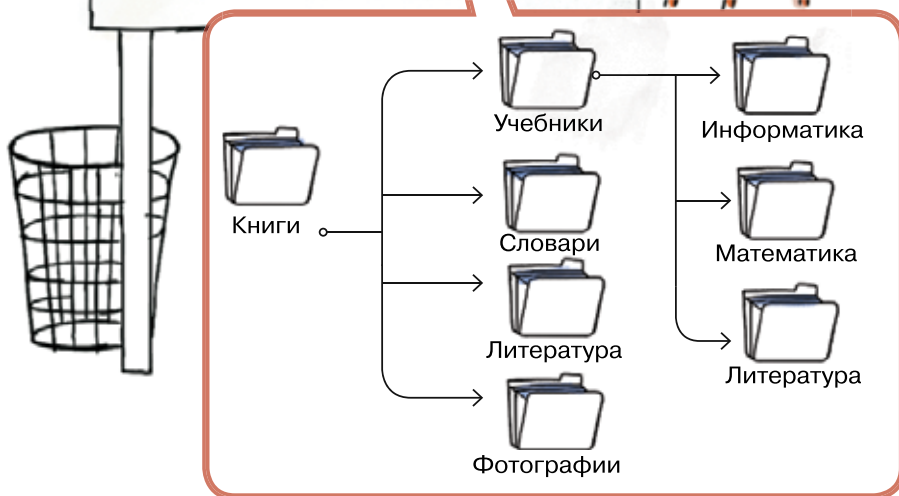 Книги
Учебники
Словари
Литература
Фотографии
Информатика
Математика
Литература